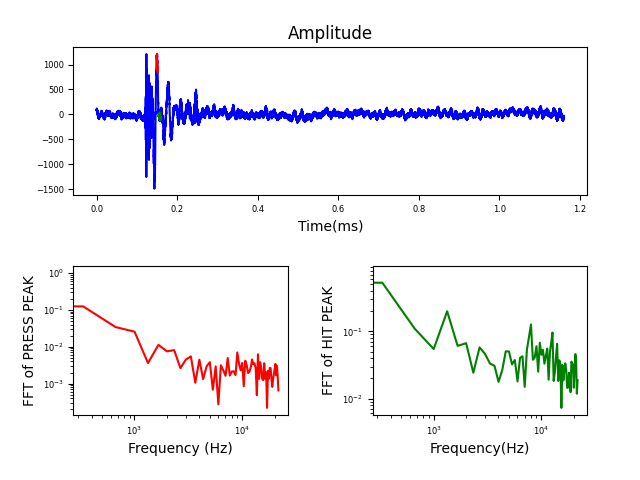 Amplitude
1000
500
0
−500
−1000
−1500
0.0 0.2 0.4 0.6 0.8 1.0 1.2
Time(ms)
FFT of PRESS PEAK
10⁰
10⁻¹
10⁻²
10⁻³
10³ 10⁴
Frequency (Hz)
FFT of HIT PEAK
10⁻¹
10⁻²
10³ 10⁴
Frequency(Hz)